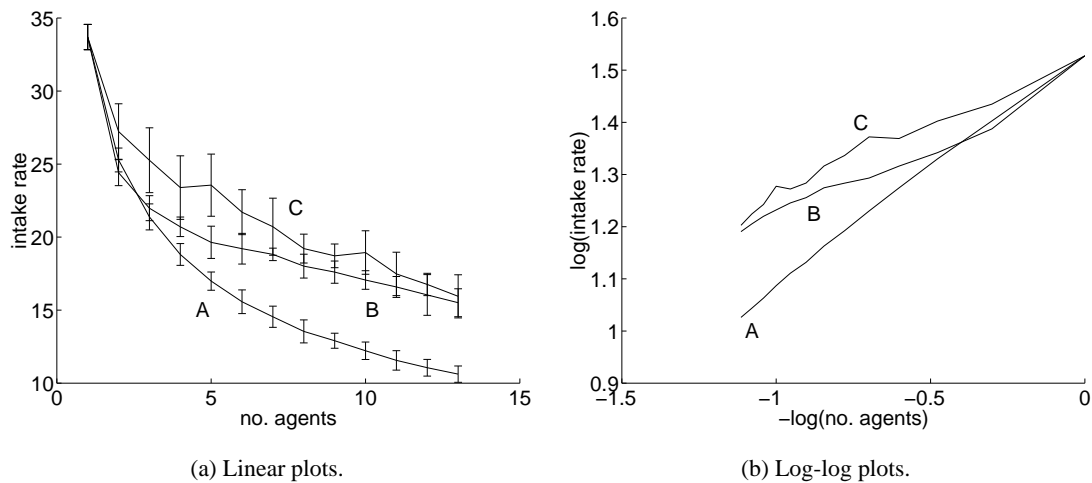 35
30
25
20
15
10
intake rate
A
B
C
0
5
10
15
no. agents
(a) Linear plots.
1.6
1.5
1.4
1.3
1.2
1.1
1
0.9
log(intake rate)
C
B
A
−1.5
−1
−0.5
0
−log(no. agents)
(b) Log-log plots.